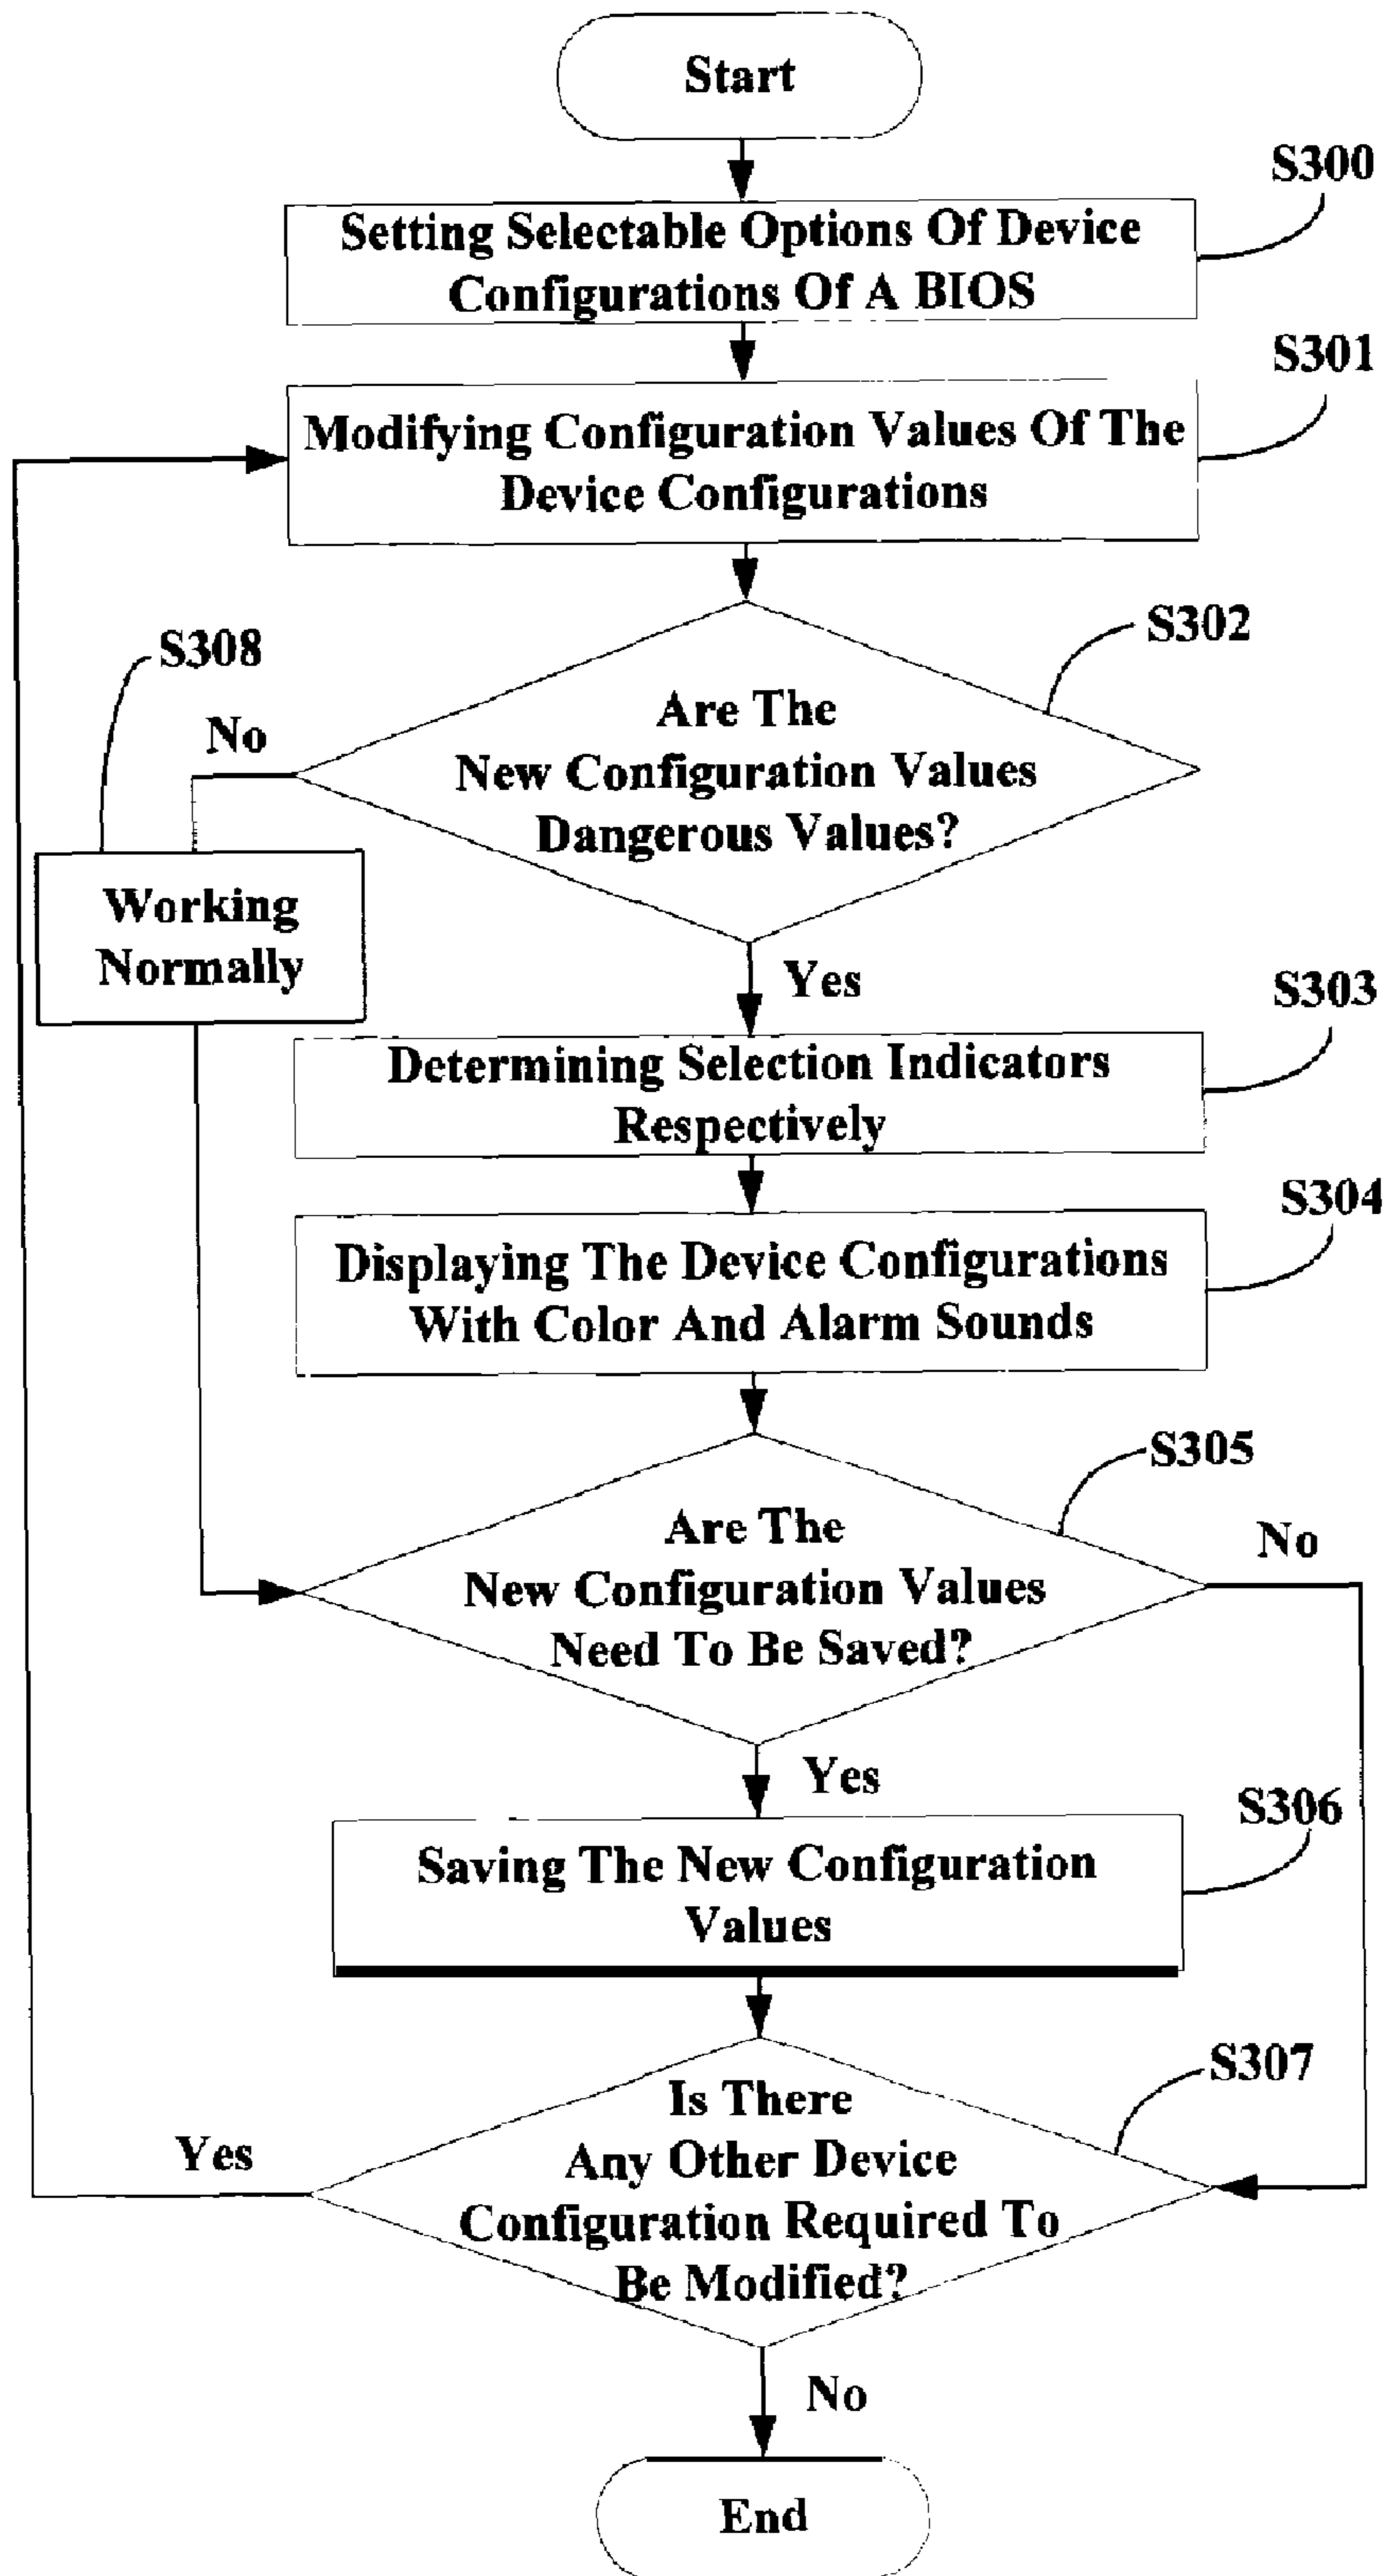 Start
S300
Setting Selectable Options Of Device
Configurations Of A BIOS
S301
Modifying Configuration Values Of The
Device Configurations
S302
S308
No
Are The
New Configuration Values
Dangerous Values?
Working
Normally
Yes
S303
Determining Selection Indicators
Respectively
S304
Displaying The Device Configurations
With Color And Alarm Sounds
S305
No
Are The
New Configuration Values
Need To Be Saved?
Yes
S306
Saving The New Configuration
Values
S307
Yes
Is There
Any Other Device
Configuration Required To
Be Modified?
No
End